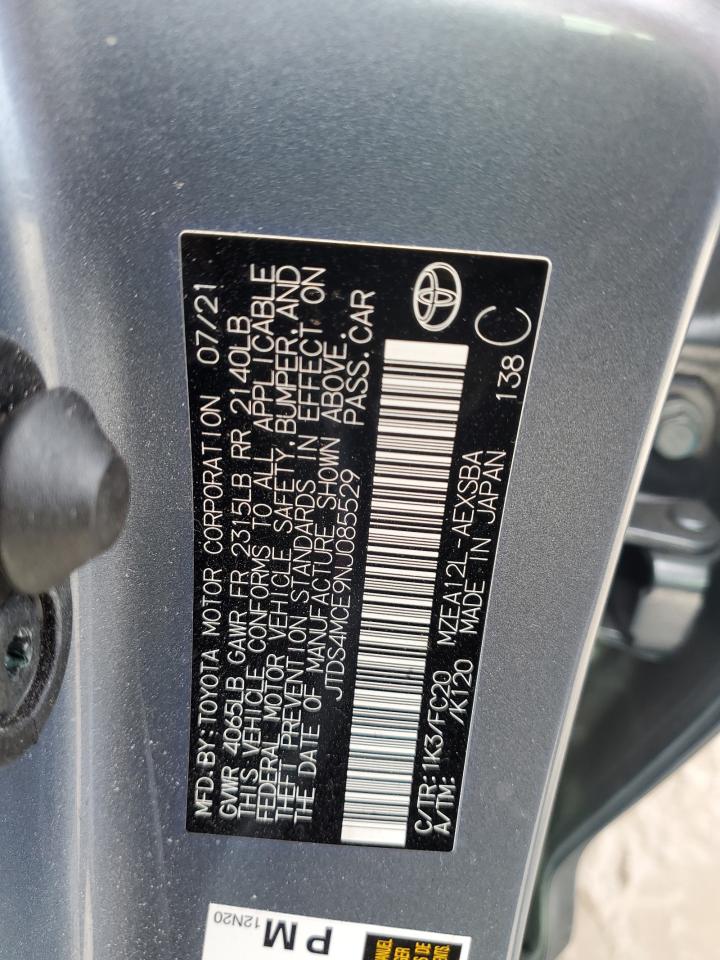 MFD.BY:TOYOTA MOTOR CORPORATION 07/21
GVWR 4065LB GAWR FR 2315LB RR 2140LB
THIS VEHICLE CONFORMS TO ALL APPLICABLE
FEDERAL MOTOR VEHICLE SAFETY,BUMPER,AND
THEFT PREVENTION STANDARDS IN EFFECT ON
THE DATE OF MANUFACTURE SHOWN ABOVE.
JTDS4MCE9NJ085529 PASS.CAR
C/TR:1K3/FC20 MZEA12L-AEXSBA
A/TM: /K120 MADE IN JAPAN
138 C
PM
12N20
MANUEL